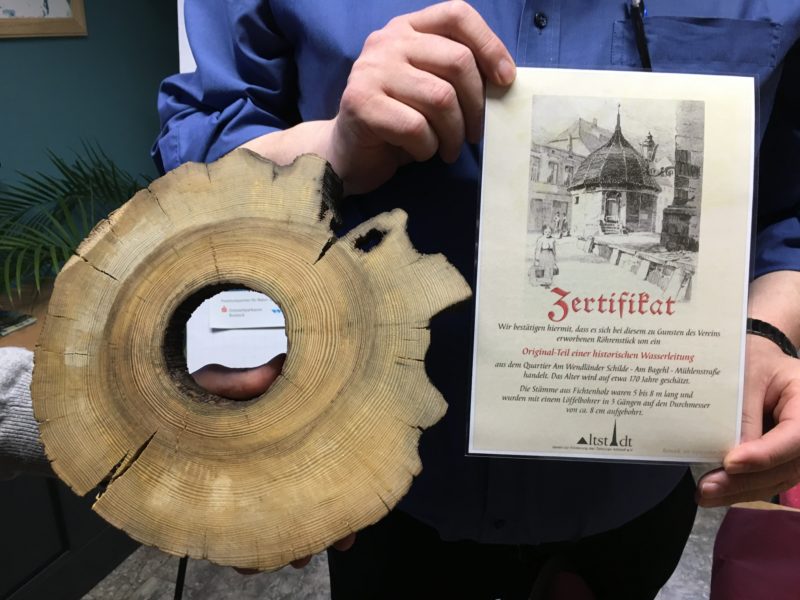 Zertifikat
Wir bestätigen hiermit, dass es sich bei diesem zu Gunsten des Vereins
erworbenen Röhrenstück um ein
Original-Teil einer historischen Wasserleitung
aus dem Quartier Am Wendländer Schilde - Am Bagehl - Mühlenstraße
handelt. Das Alter wird auf etwa 170 Jahre geschätzt.
Die Stämme aus Fichtenholz waren 5 bis 8 m lang und
wurden mit einem Löffelbohrer in 3 Gängen auf den Durchmesser
von ca. 8 cm aufgebohrt.
Altstadt
Rostock